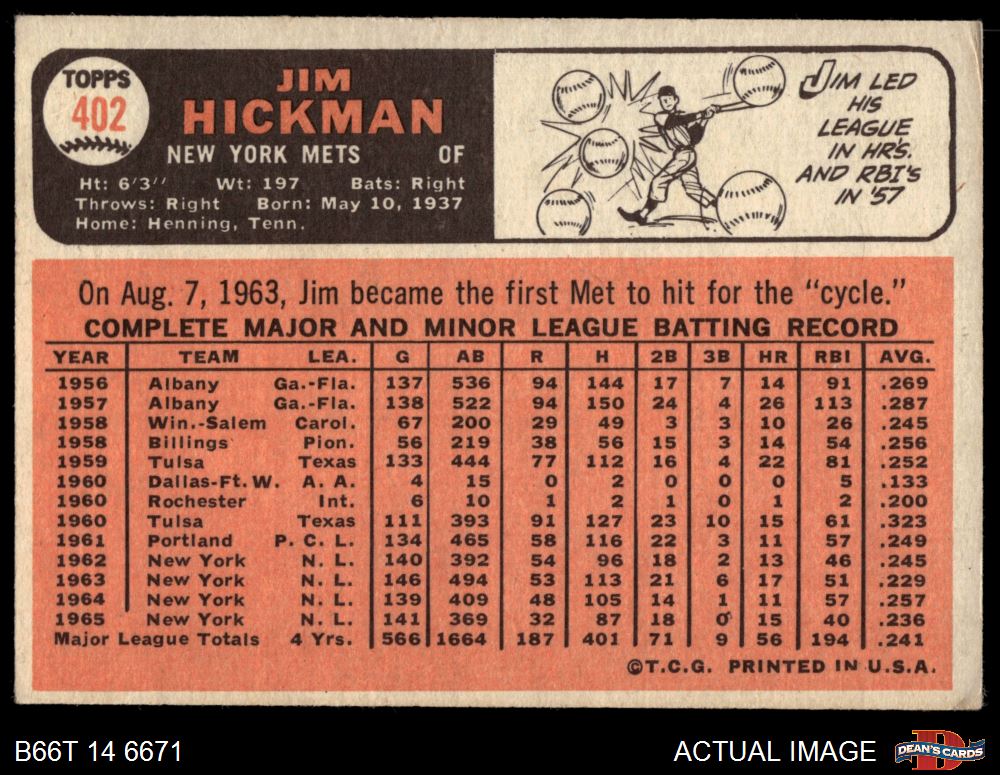 TOPPS
402
JIM
HICKMAN
NEW YORK METS OF
Ht: 6'3" Wt: 197 Bats: Right
Throws: Right Born: May 10, 1937
Home: Henning, Tenn.
JIM LED
HIS
LEAGUE
IN HR'S.
AND RBI'S
IN '57
On Aug. 7, 1963, Jim became the first Met to hit for the "cycle."
COMPLETE MAJOR AND MINOR LEAGUE BATTING RECORD
YEAR TEAM LEA. G AB R H 2B 3B HR RBI AVG.
1956 Albany Ga.-Fla. 137 536 94 144 17 7 14 91 .269
1957 Albany Ga.-Fla. 138 522 94 150 24 4 26 113 .287
1958 Win.-Salem Carol. 67 200 29 49 3 3 10 26 .245
1958 Billings Pion. 56 219 38 56 15 3 14 54 .256
1959 Tulsa Texas 133 444 77 112 16 4 22 81 .252
1960 Dallas-Ft. W. A. A. 4 15 0 2 0 0 0 5 .133
1960 Rochester Int. 6 10 1 2 1 0 1 2 .200
1960 Tulsa Texas 111 393 91 127 23 10 15 61 .323
1961 Portland P. C. L. 134 465 58 116 22 3 11 57 .249
1962 New York N. L. 140 392 54 96 18 2 13 46 .245
1963 New York N. L. 146 494 53 113 21 6 17 51 .229
1964 New York N. L. 139 409 48 105 14 1 11 57 .257
1965 New York N. L. 141 369 32 87 18 0 15 40 .236
Major League Totals 4 Yrs. 566 1664 187 401 71 9 56 194 .241
©T.C.G. PRINTED IN U.S.A.
B66T 14 6671
ACTUAL IMAGE
D
DEAN'S CARDS